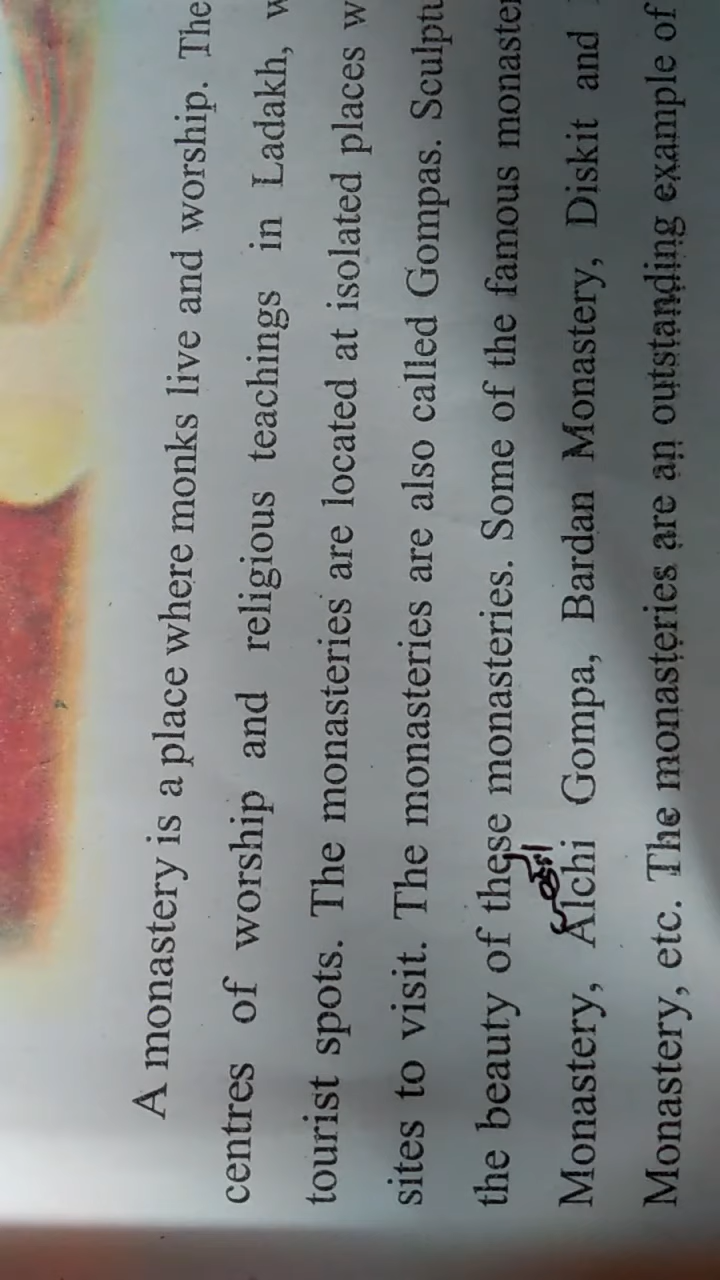 A monastery is a place where monks live and worship. The
centres of worship and religious teachings in Ladakh,
tourist spots. The monasteries are located at isolated places
sites to visit. The monasteries are also called Gompas.
the beauty of these monasteries. Some of the famous
Monastery, Alchi Gompa, Bardan Monastery, Diskit and
Monastery, etc. The monasteries are an outstanding example of